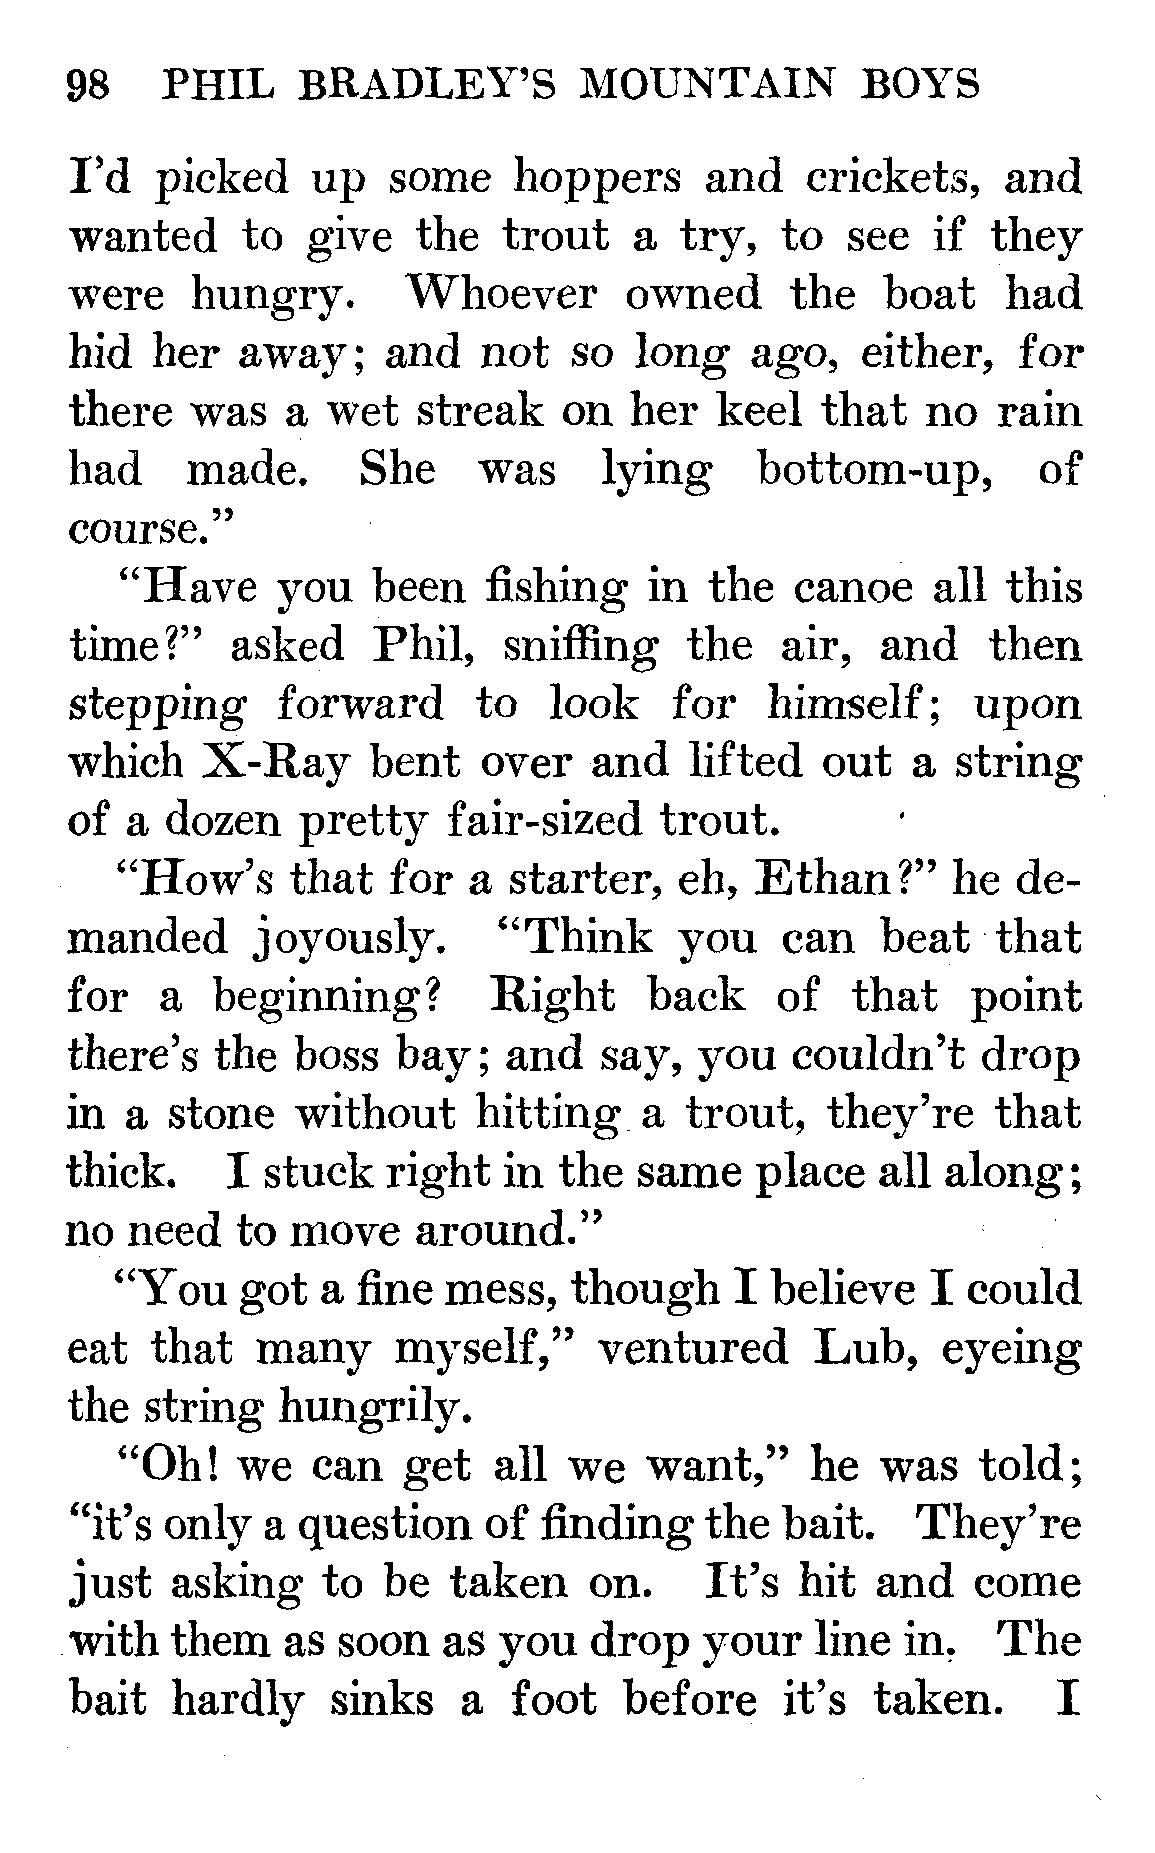 98 PHIL BRADLEY'S MOUNTAIN BOYS
I'd picked up some hoppers and crickets, and
wanted to give the trout a try, to see if they
were hungry. Whoever owned the boat had
hid her away; and not so long ago, either, for
there was a wet streak on her keel that no rain
had made. She was lying bottom-up, of
course."
"Have you been fishing in the canoe all this
time?" asked Phil, sniffing the air, and then
stepping forward to look for himself; upon
which X-Ray bent over and lifted out a string
of a dozen pretty fair-sized trout.
"How's that for a starter, eh, Ethan?" he de-
manded joyously. "Think you can beat that
for a beginning? Right back of that point
there's the boss bay; and say, you couldn't drop
in a stone without hitting a trout, they're that
thick. I stuck right in the same place all along;
no need to move around."
"You got a fine mess, though I believe I could
eat that many myself," ventured Lub, eyeing
the string hungrily.
"Oh! we can get all we want," he was told;
"it's only a question of finding the bait. They're
just asking to be taken on. It's hit and come
with them as soon as you drop your line in. The
bait hardly sinks a foot before it's taken. I